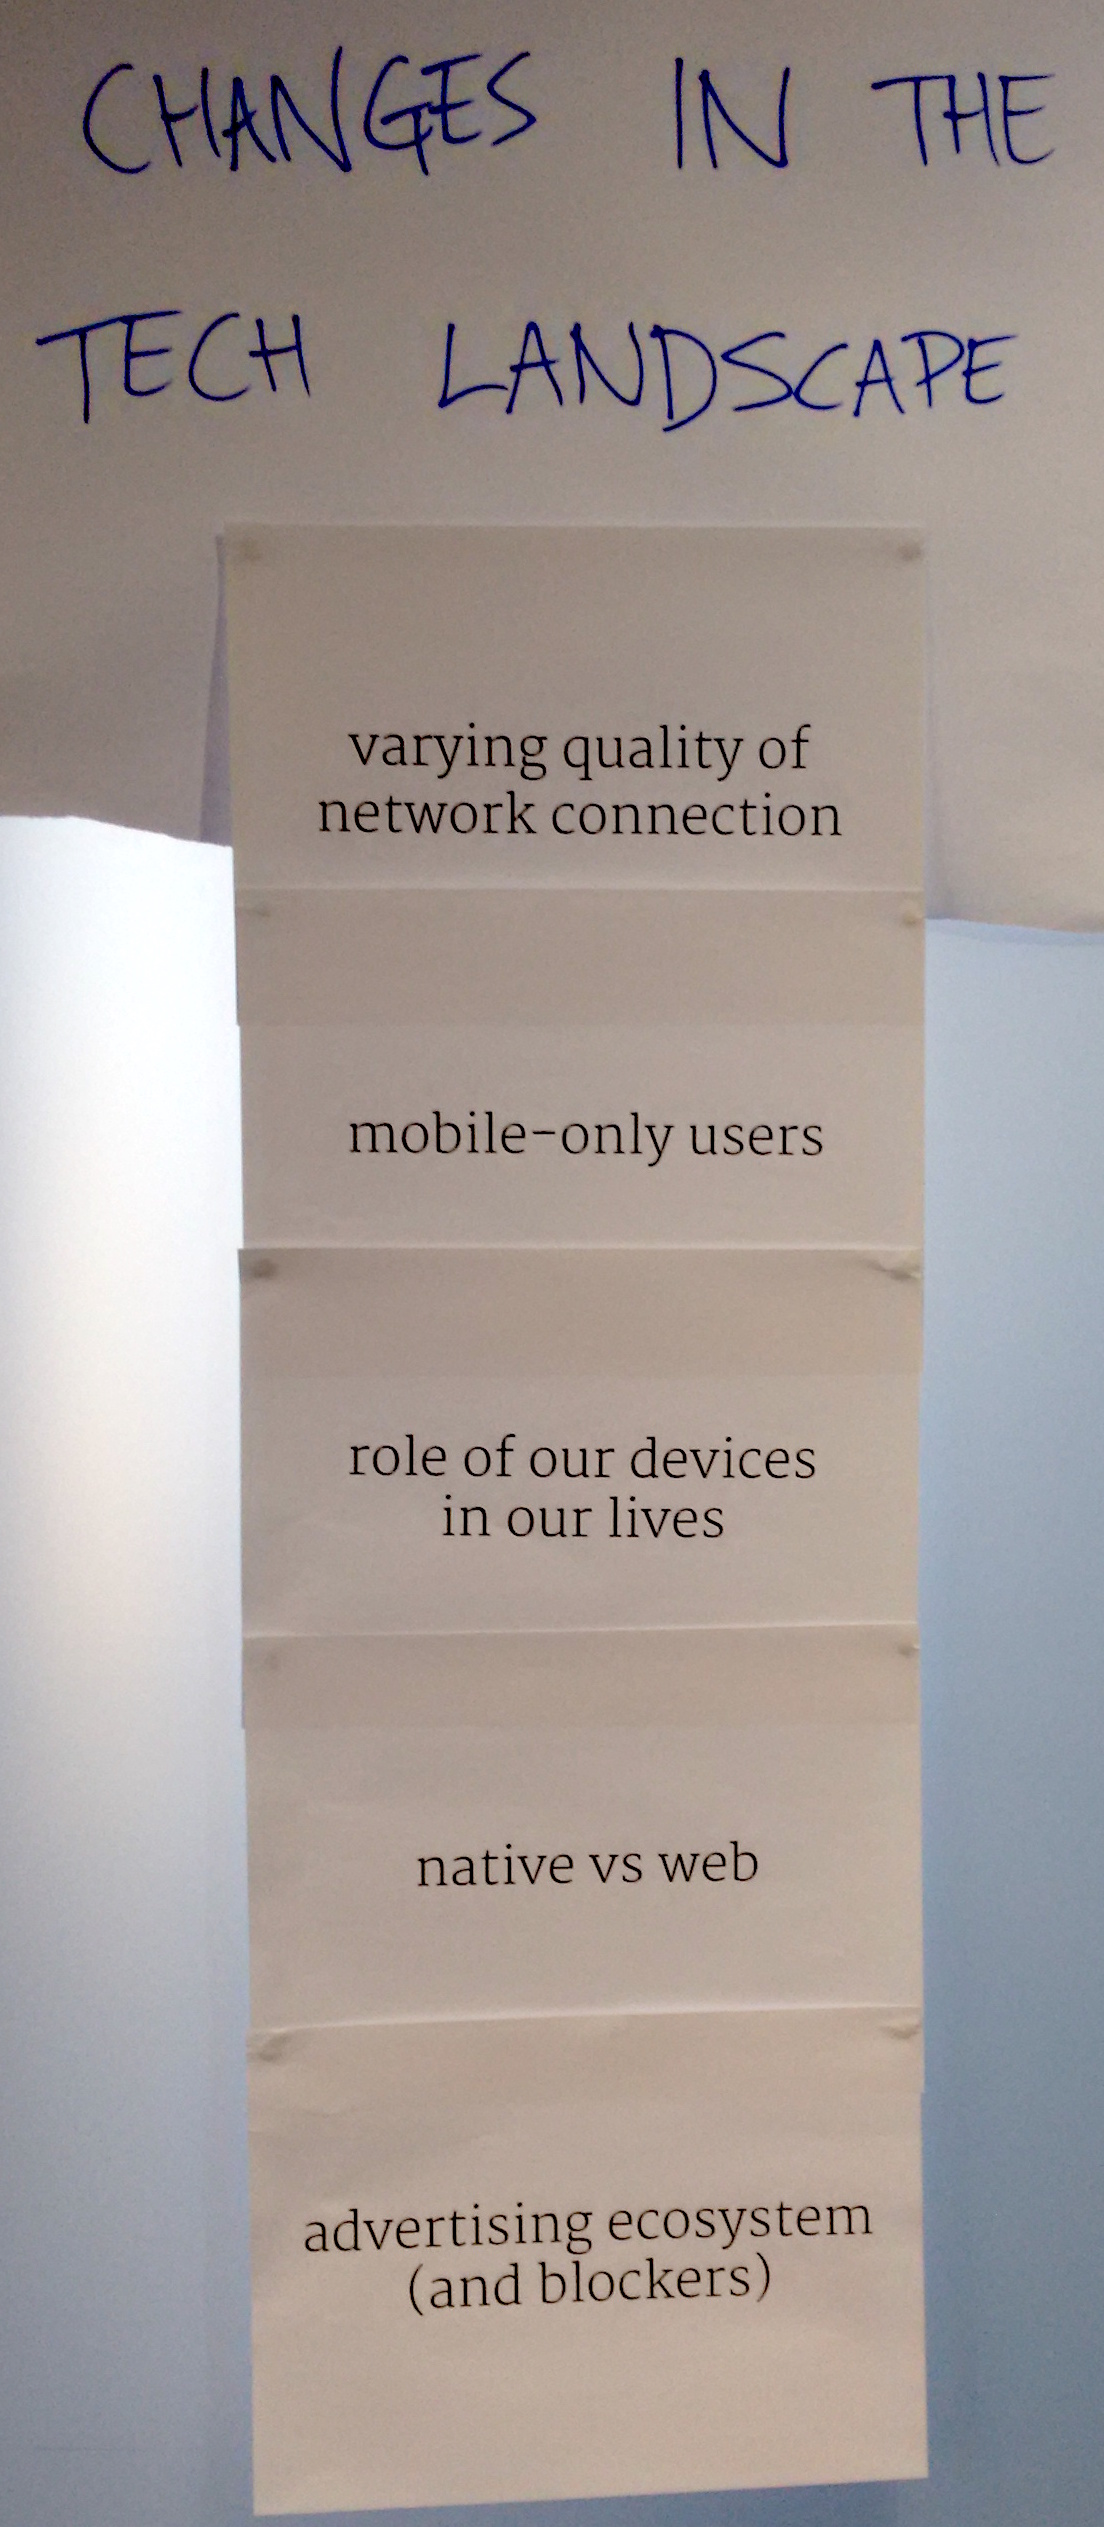 CHANGES IN THE
TECH LANDSCAPE
varying quality of
network connection
mobile-only users
role of our devices
in our lives
native vs web
advertising ecosystem
(and blockers)